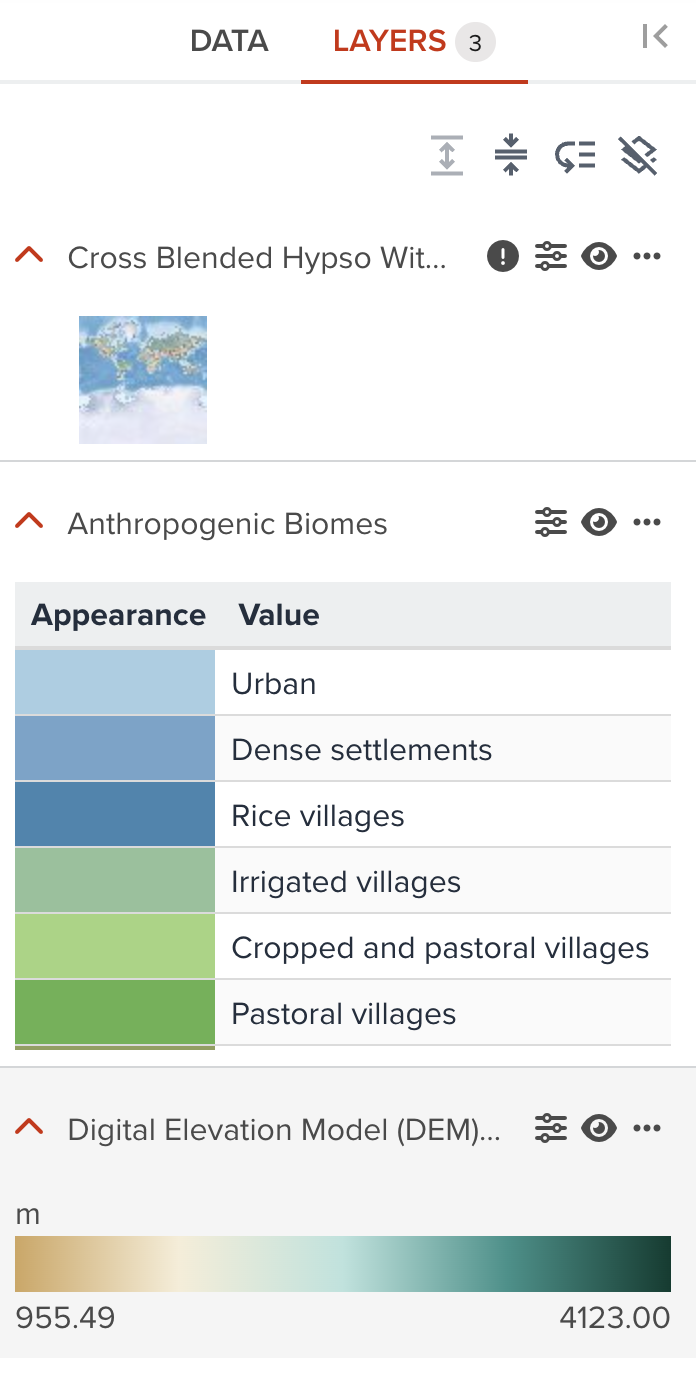 DATA LAYERS 3
Cross Blended Hypso Wit...
Anthropogenic Biomes
Appearance Value
Urban
Dense settlements
Rice villages
Irrigated villages
Cropped and pastoral villages
Pastoral villages
Digital Elevation Model (DEM)...
m
955.49 4123.00